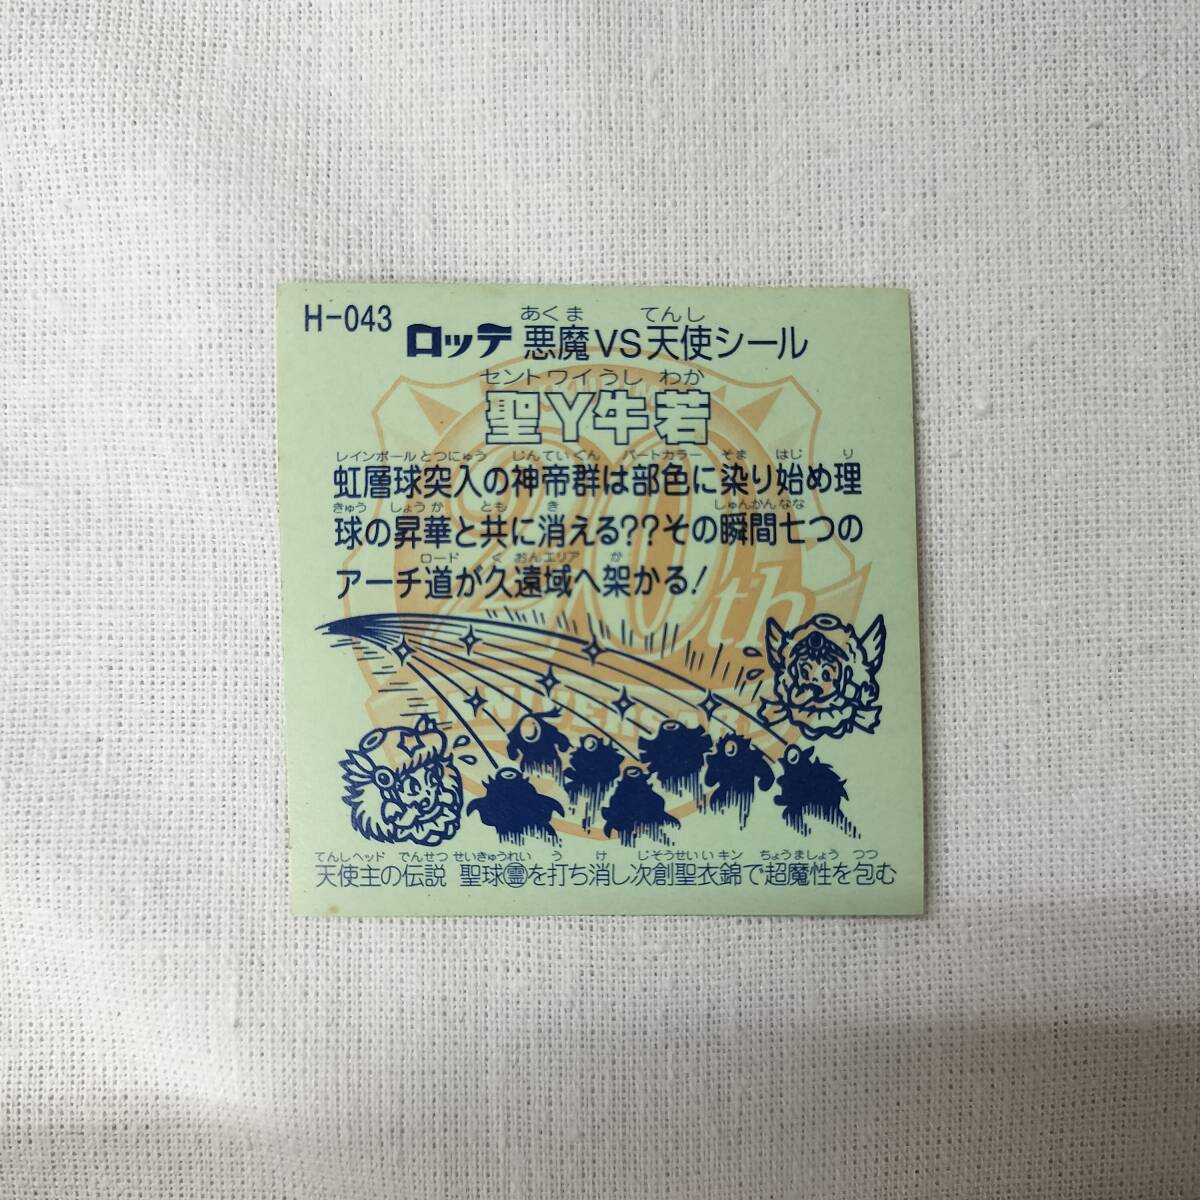 H-043
あくま てんし
ロッテ 悪魔VS天使シール
セントワイうし わか
聖Y牛若
レインボール とつにゅう じんていぐん パートカラー そま はじ り
虹層球突入の神帝群は部色に染り始め理
きゅう しょうか とも き しゅんかん なな
球の昇華と共に消える??その瞬間七つの
ロード く おん エリア か
アーチ道が久遠域へ架かる!
20th
ANNIVERSARY
てんしヘッド でんせつ せいきゅうれい う け じそうせいいキン ちょうましょう つつ
天使主の伝説 聖球霊を打ち消し次創聖衣錦で超魔性を包む